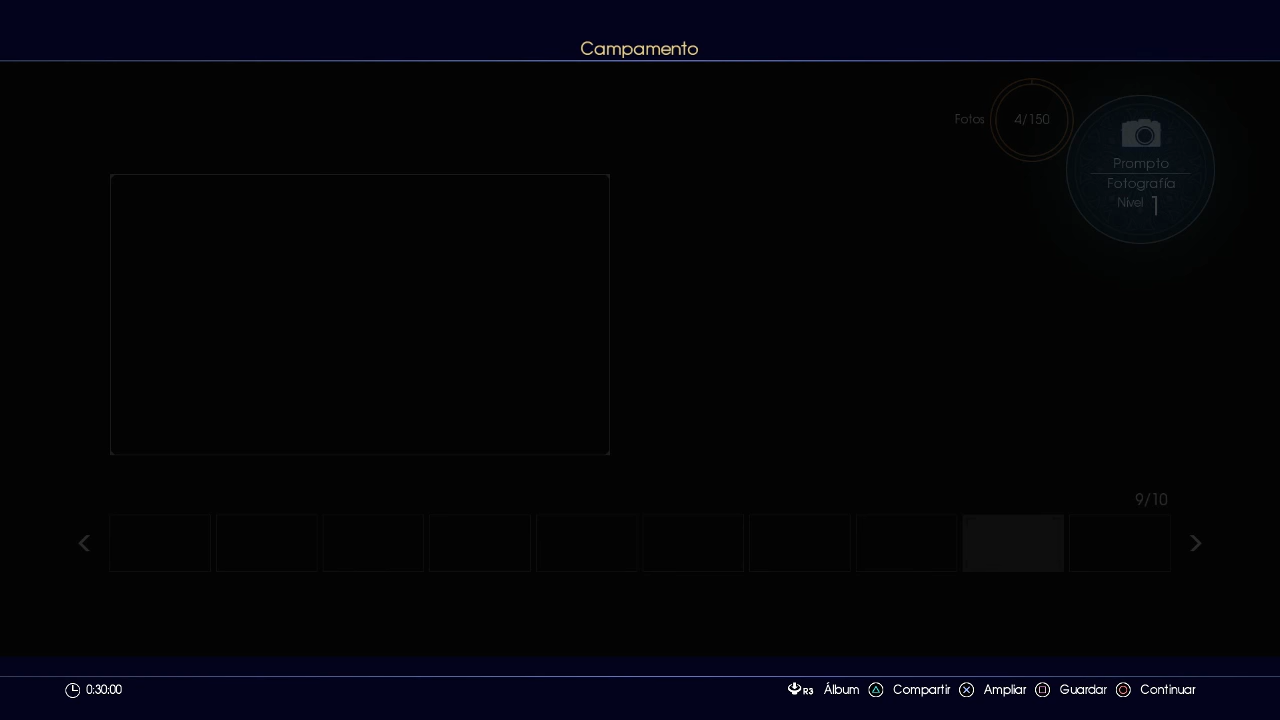 Campamento
Fotos 4/150
Prompto
Fotografía
Nivel 1
9/10
0:30:00
R3 Álbum Compartir Ampliar Guardar Continuar